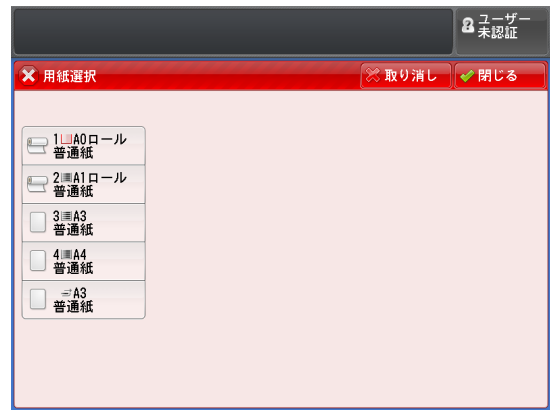 ユーザー
未認証
用紙選択
取り消し
閉じる
1 A0ロール
普通紙
2 A1ロール
普通紙
3 A3
普通紙
4 A4
普通紙
A3
普通紙